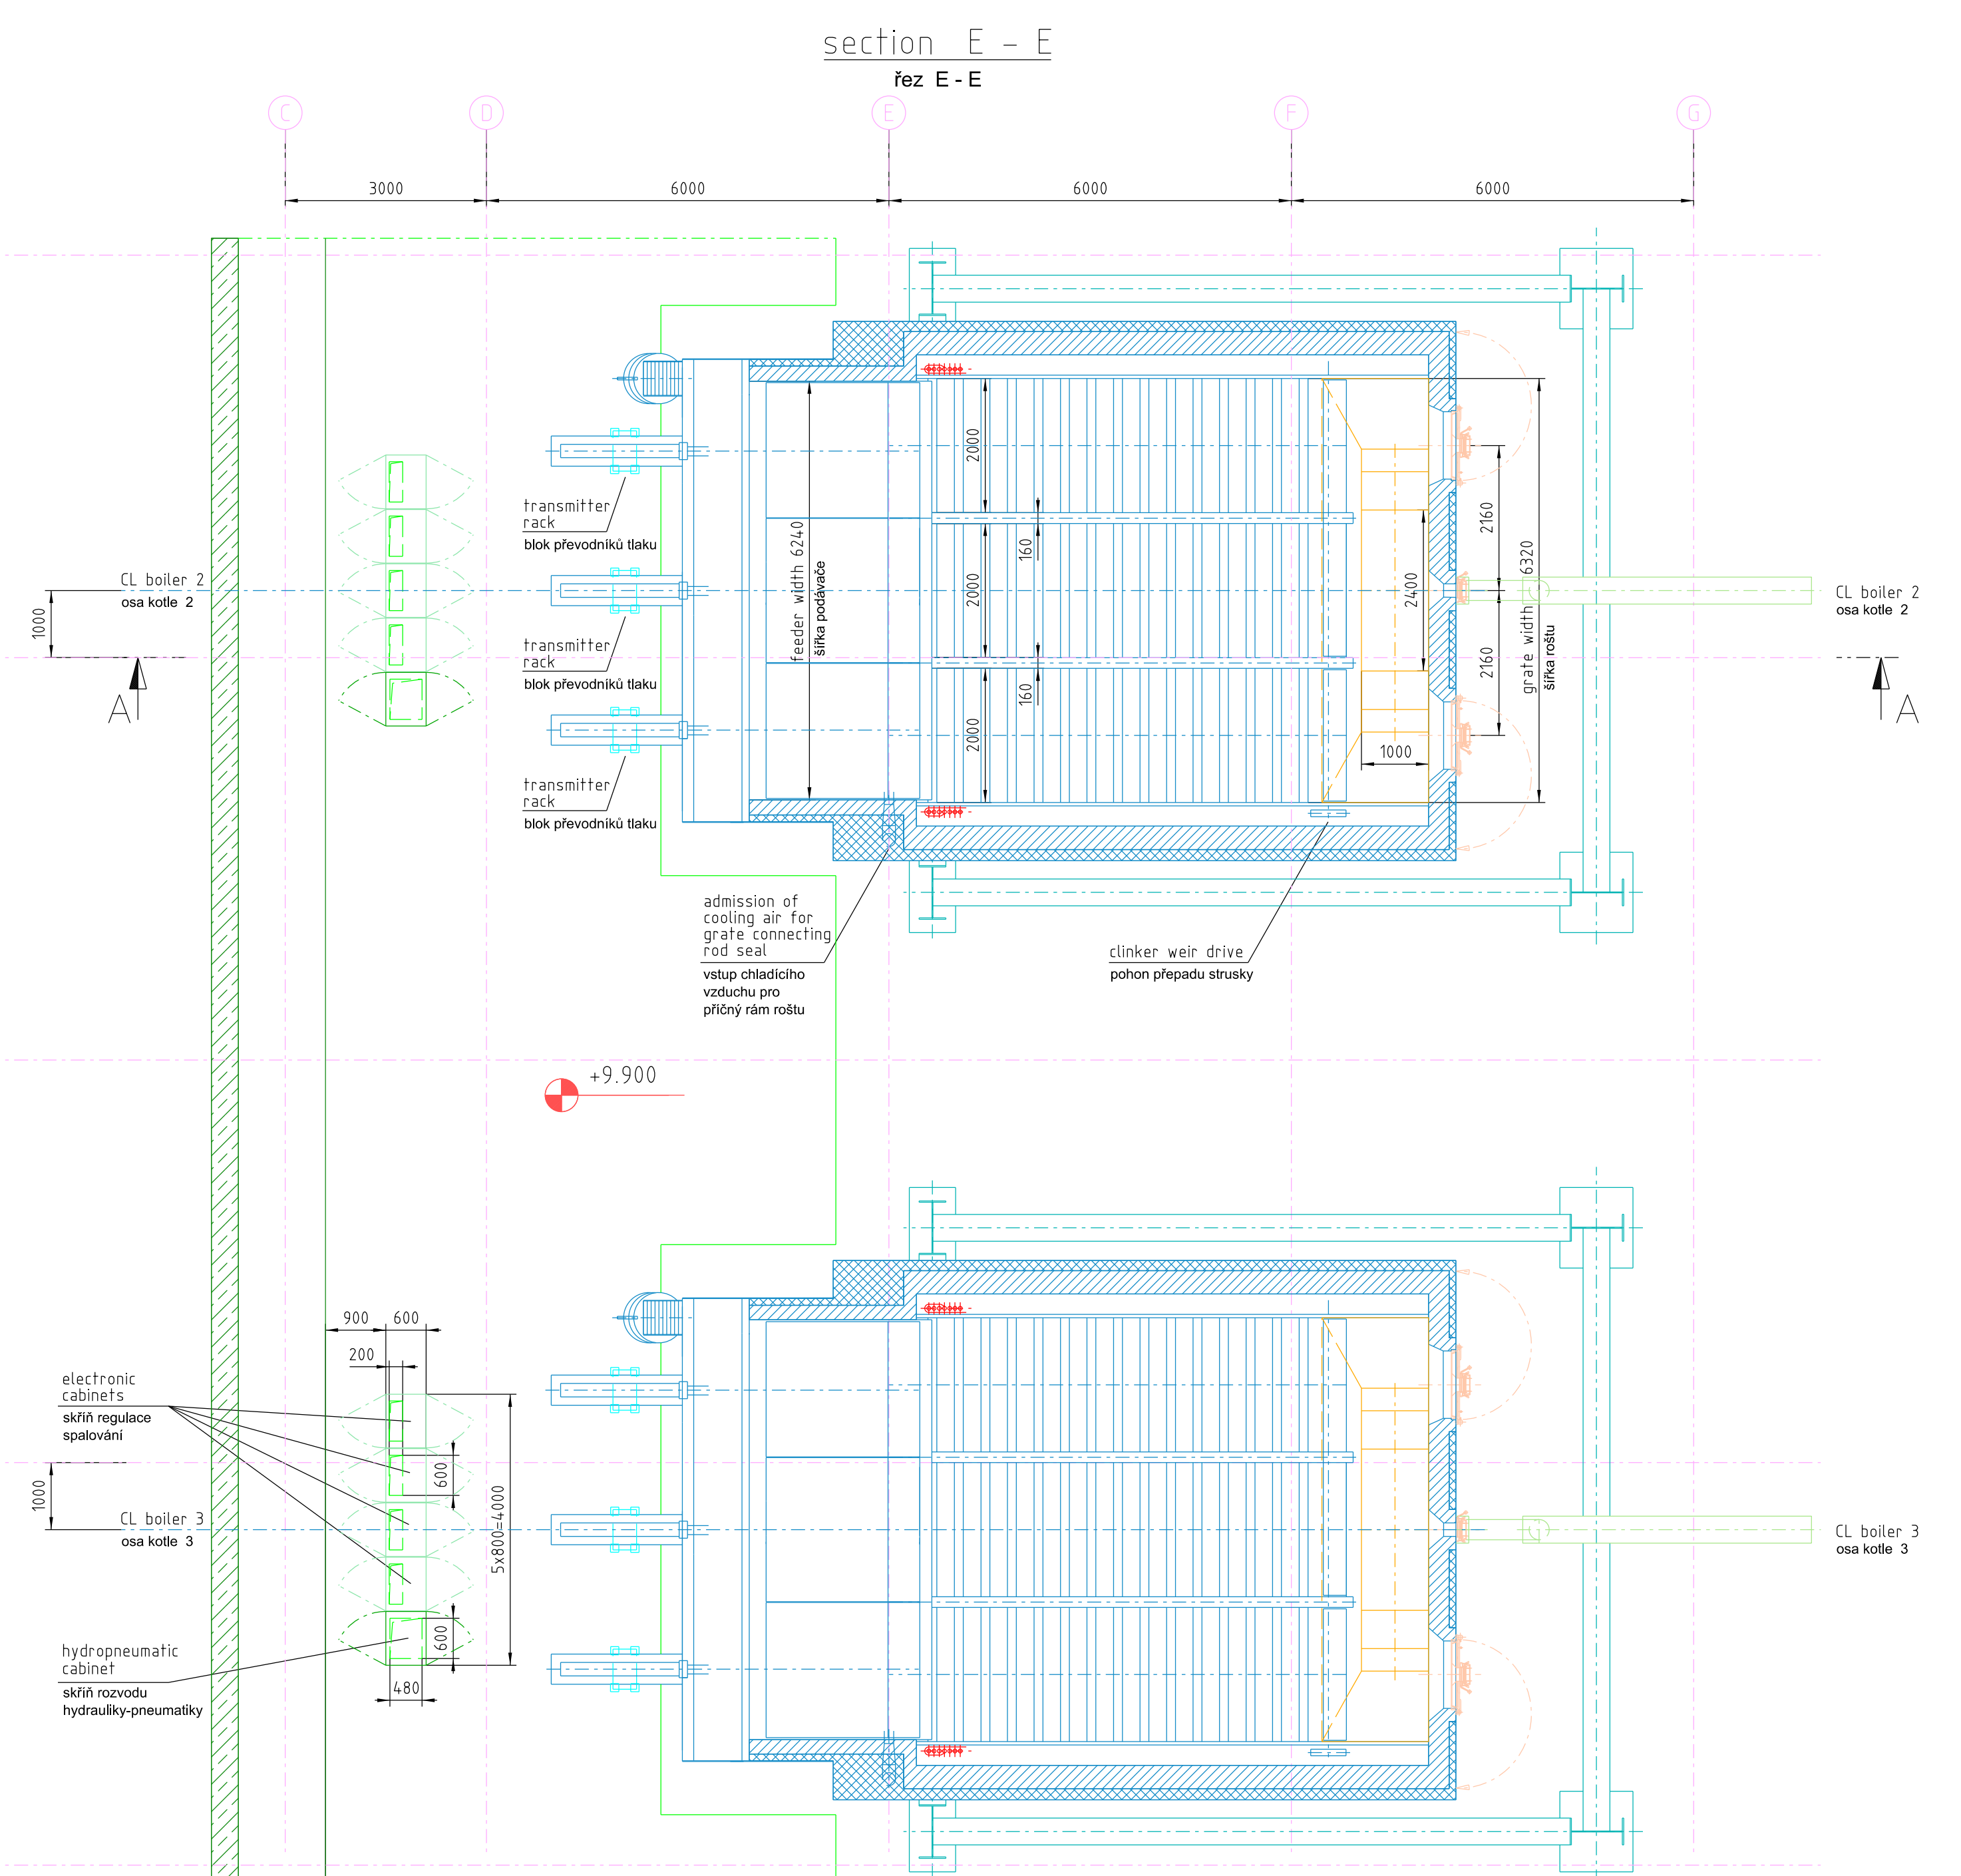 section E - E
řez E - E
C
D
E
F
G
3000
6000
6000
6000
transmitter
rack
blok převodníků tlaku
transmitter
rack
blok převodníků tlaku
transmitter
rack
blok převodníků tlaku
CL boiler 2
osa kotle 2
1000
A
feeder width 6240
šířka podávače
2000
160
2000
160
2000
2400
1000
2160
2160
grate width 6320
šířka roštu
CL boiler 2
osa kotle 2
A
admission of
cooling air for
grate connecting
rod seal
vstup chladícího
vzduchu pro
příčný rám roštu
clinker weir drive
pohon přepadu strusky
+9.900
900
600
200
electronic
cabinets
skříň regulace
spalování
600
5x800=4000
1000
CL boiler 3
osa kotle 3
CL boiler 3
osa kotle 3
hydropneumatic
cabinet
skříň rozvodu
hydrauliky-pneumatiky
600
480